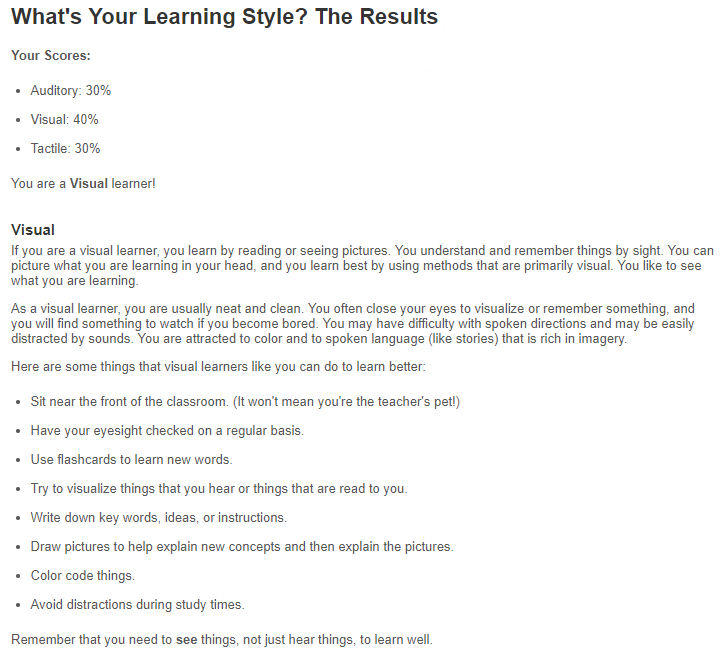 What's Your Learning Style? The Results
Your Scores:
• Auditory: 30%
• Visual: 40%
• Tactile: 30%
You are a Visual learner!
Visual
If you are a visual learner, you learn by reading or seeing pictures. You understand and remember things by sight. You can
picture what you are learning in your head, and you learn best by using methods that are primarily visual. You like to see
what you are learning.
As a visual learner, you are usually neat and clean. You often close your eyes to visualize or remember something, and
you will find something to watch if you become bored. You may have difficulty with spoken directions and may be easily
distracted by sounds. You are attracted to color and to spoken language (like stories) that is rich in imagery.
Here are some things that visual learners like you can do to learn better:
• Sit near the front of the classroom. (It won't mean you're the teacher's pet!)
• Have your eyesight checked on a regular basis.
• Use flashcards to learn new words.
• Try to visualize things that you hear or things that are read to you.
• Write down key words, ideas, or instructions.
• Draw pictures to help explain new concepts and then explain the pictures.
• Color code things.
• Avoid distractions during study times.
Remember that you need to see things, not just hear things, to learn well.